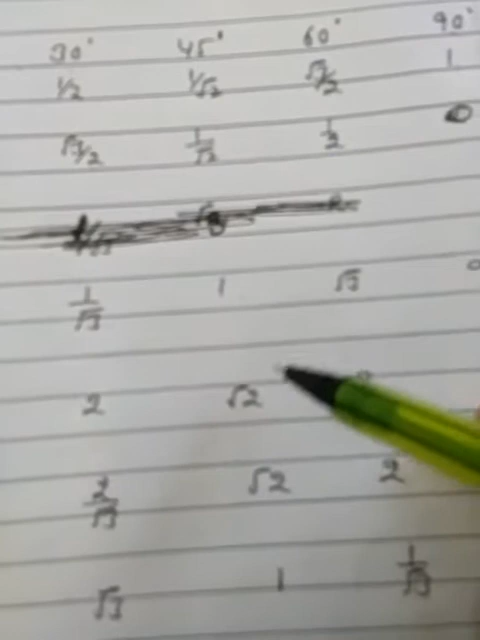 30° 45° 60° 90°
1/2 1/√2 √3/2 1
√3/2 1/√2 1/2 0
1/√3 1 √3
2 √2
2/√3 √2 2
√3 1 1/√3